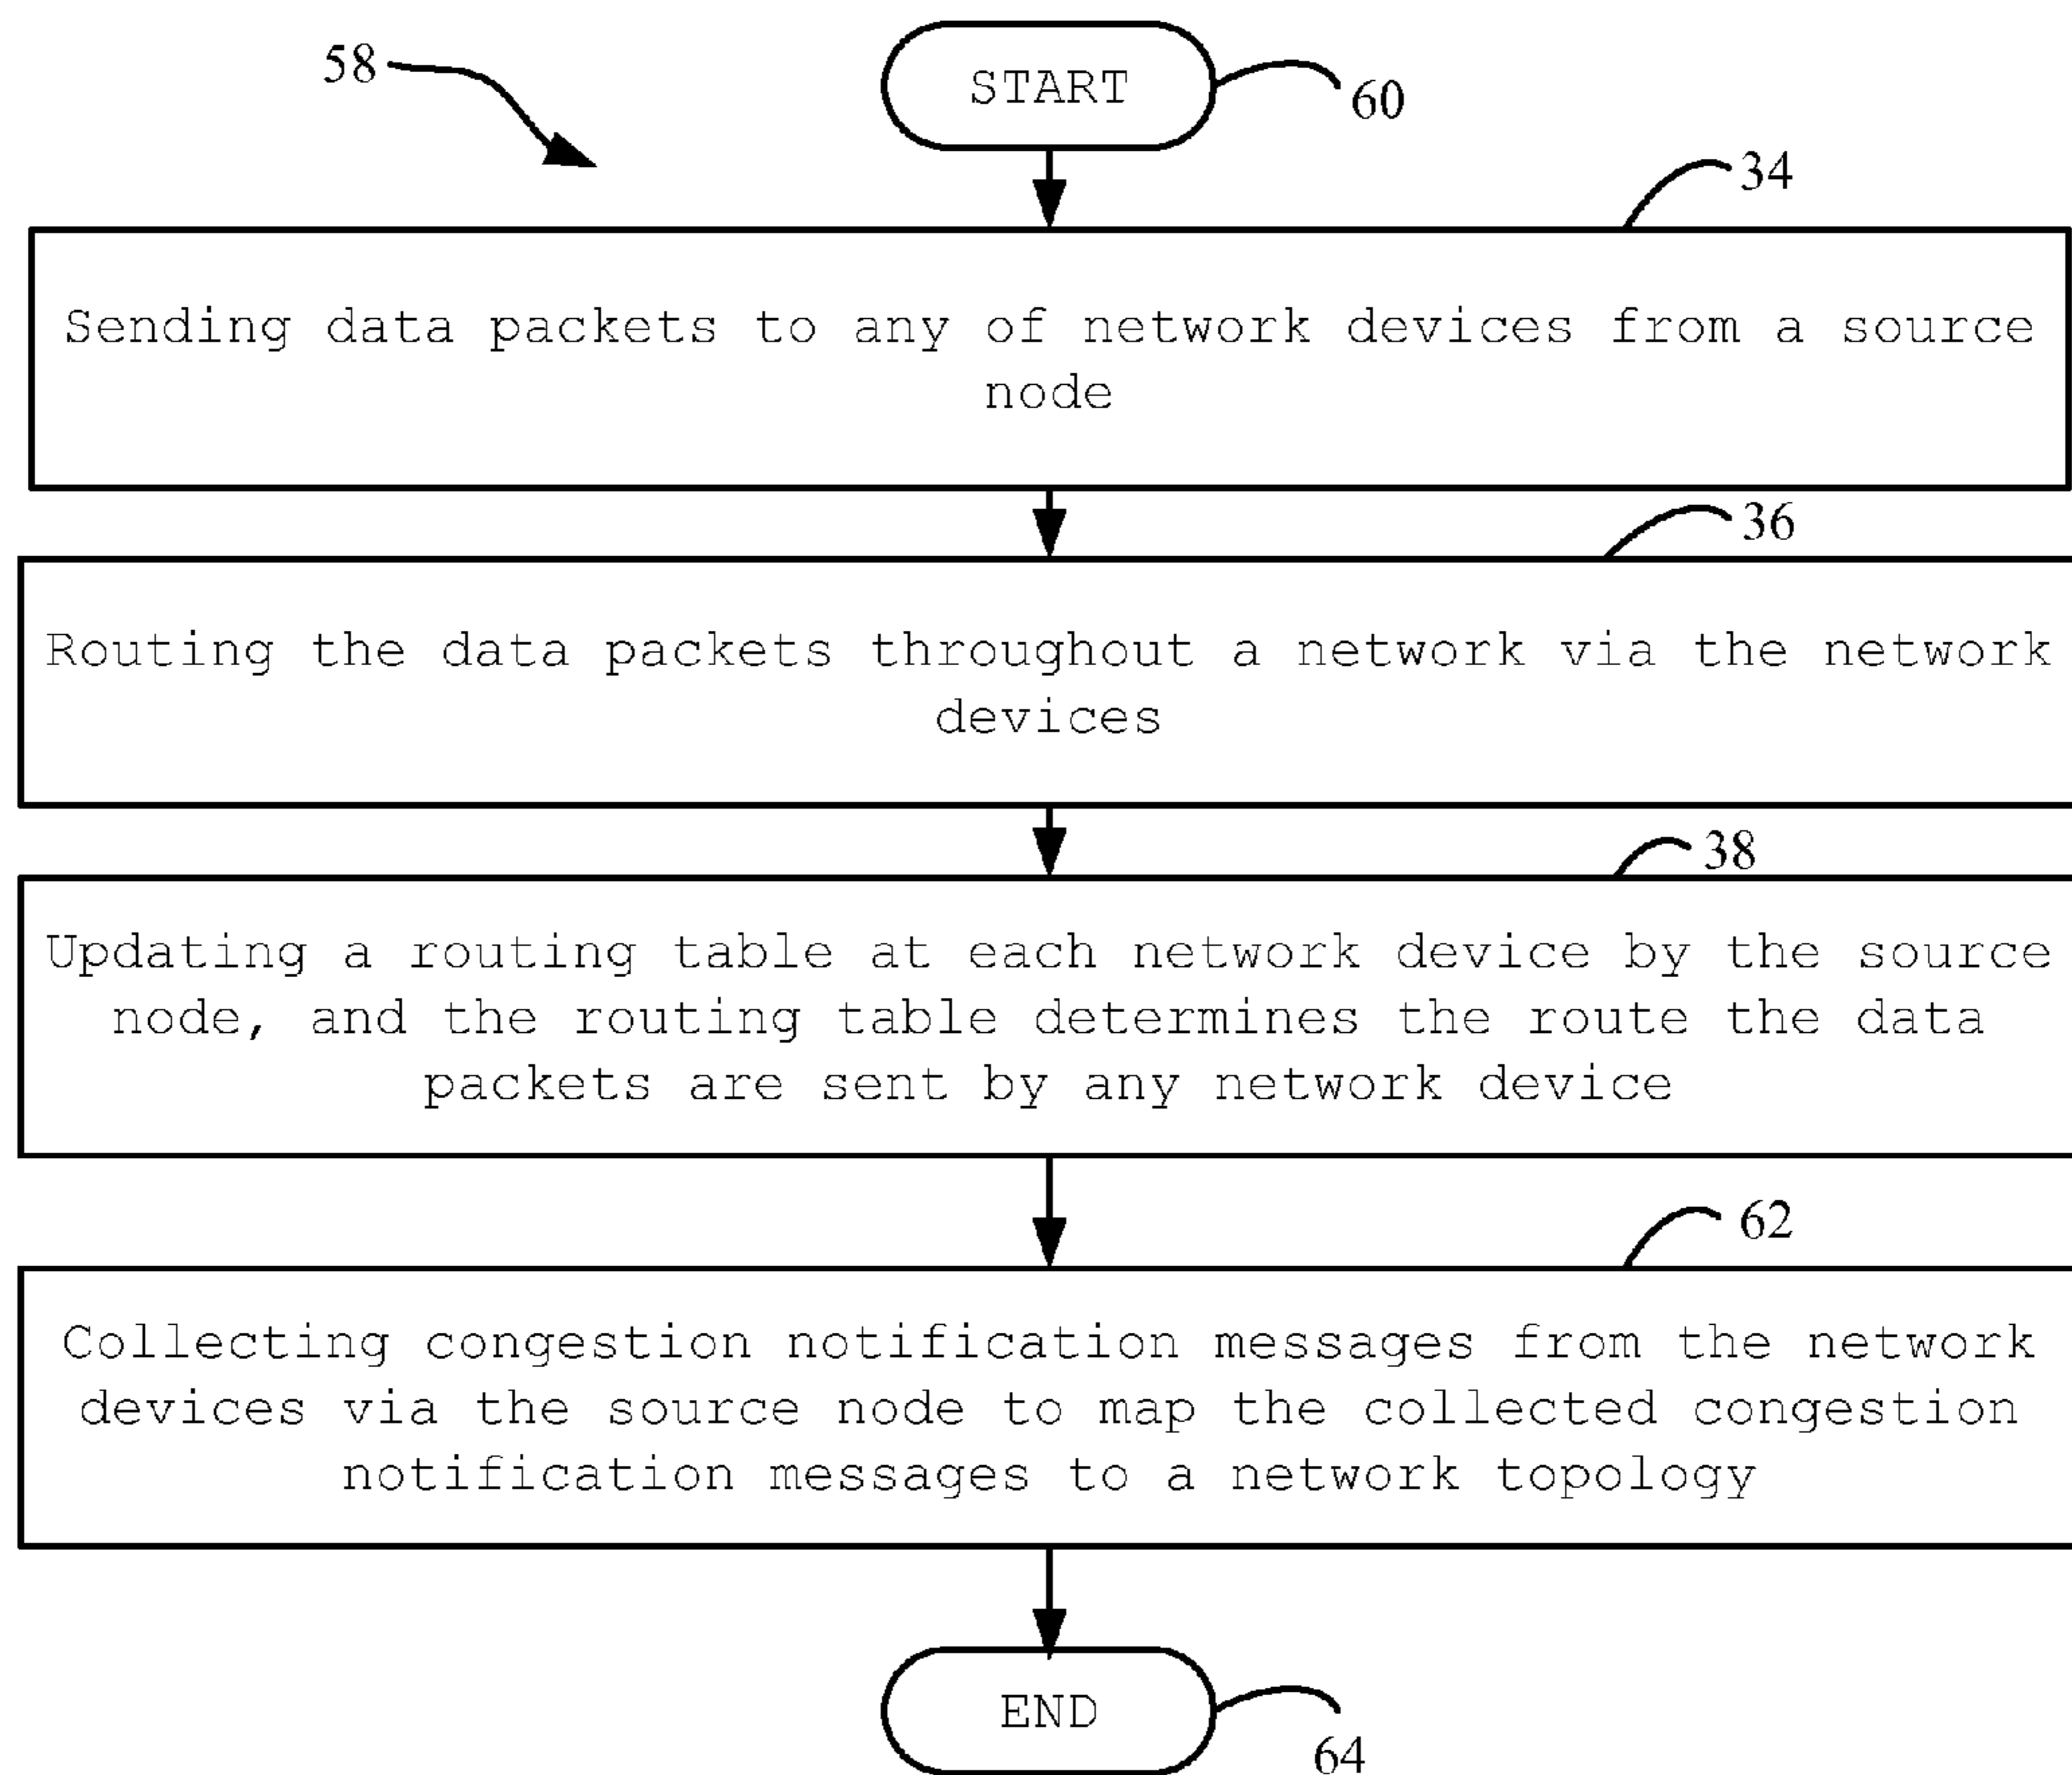 58
START
60
34
Sending data packets to any of network devices from a source
node
36
Routing the data packets throughout a network via the network
devices
38
Updating a routing table at each network device by the source
node, and the routing table determines the route the data
packets are sent by any network device
62
Collecting congestion notification messages from the network
devices via the source node to map the collected congestion
notification messages to a network topology
END
64